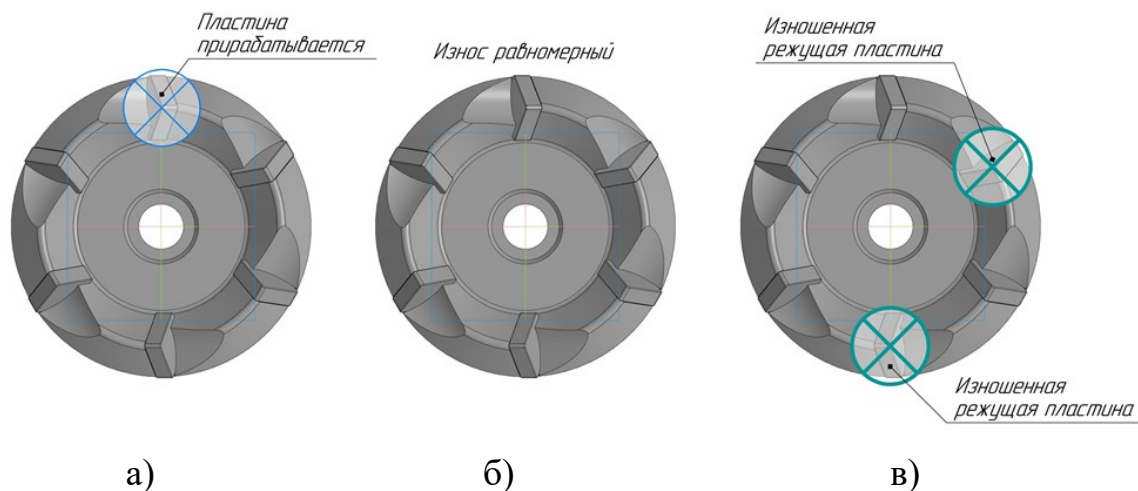 Пластина
прирабатывается
Износ равномерный
Изношенная
режущая пластина
Изношенная
режущая пластина
а)
б)
в)